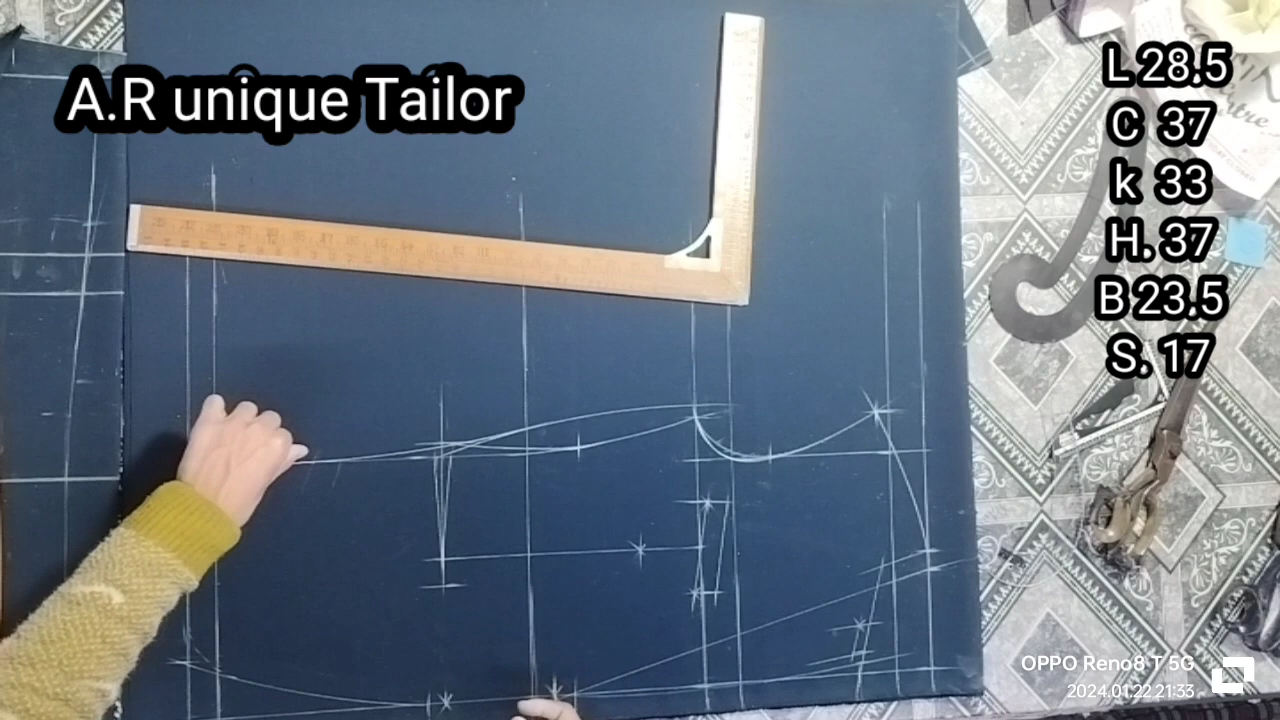 A.R unique Tailor
L 28.5
C 37
k 33
H. 37
B 23.5
S. 17
OPPO Reno8 T 5G
2024.01.22 21:33